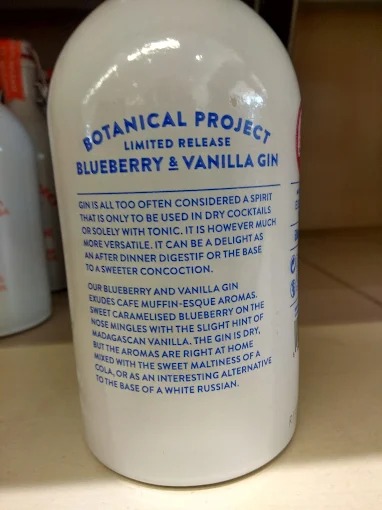 BOTANICAL PROJECT
LIMITED RELEASE
BLUEBERRY & VANILLA GIN
GIN IS ALL TOO OFTEN CONSIDERED A SPIRIT
THAT IS ONLY TO BE USED IN DRY COCKTAILS
OR SOLELY WITH TONIC. IT IS HOWEVER MUCH
MORE VERSATILE. IT CAN BE A DELIGHT AS
AN AFTER DINNER DIGESTIF OR THE BASE
TO A SWEETER CONCOCTION.
OUR BLUEBERRY AND VANILLA GIN
EXUDES CAFE MUFFIN-ESQUE AROMAS.
SWEET CARAMELISED BLUEBERRY ON THE
NOSE MINGLES WITH THE SLIGHT HINT OF
MADAGASCAN VANILLA. THE GIN IS DRY,
BUT THE AROMAS ARE RIGHT AT HOME
MIXED WITH THE SWEET MALTINESS OF A
COLA, OR AS AN INTERESTING ALTERNATIVE
TO THE BASE OF A WHITE RUSSIAN.